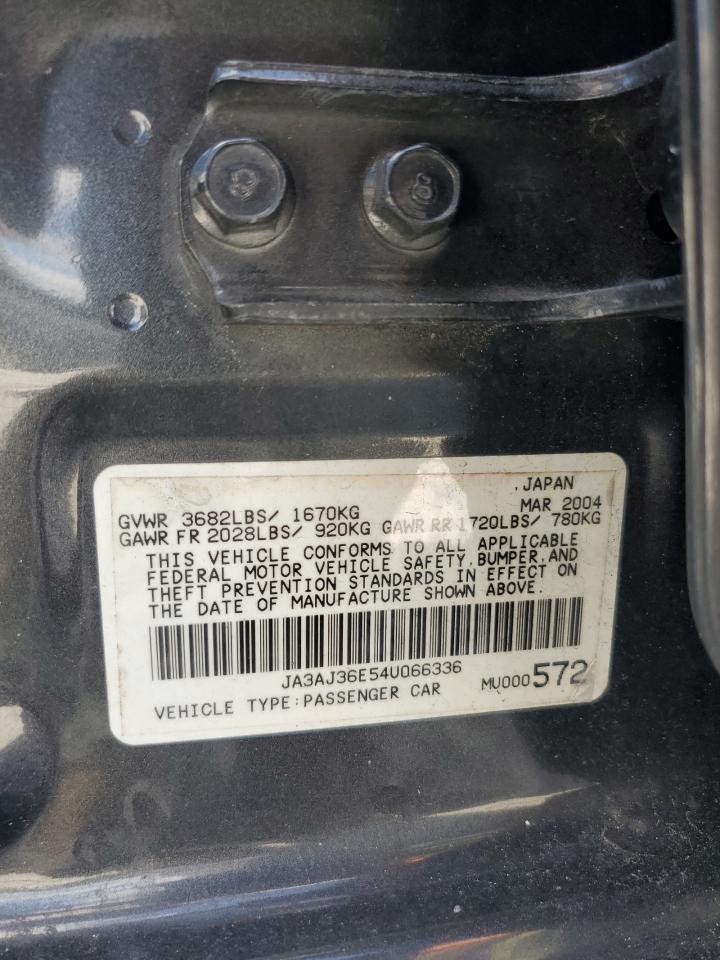 8
8
, JAPAN
GVWR 3682LBS/ 1670KG MAR 2004
GAWR FR 2028LBS/ 920KG GAWR RR 1720LBS/ 780KG
THIS VEHICLE CONFORMS TO ALL APPLICABLE
FEDERAL MOTOR VEHICLE SAFETY, BUMPER, AND
THEFT PREVENTION STANDARDS IN EFFECT ON
THE DATE OF MANUFACTURE SHOWN ABOVE.
JA3AJ36E54U066336
VEHICLE TYPE:PASSENGER CAR MU000572